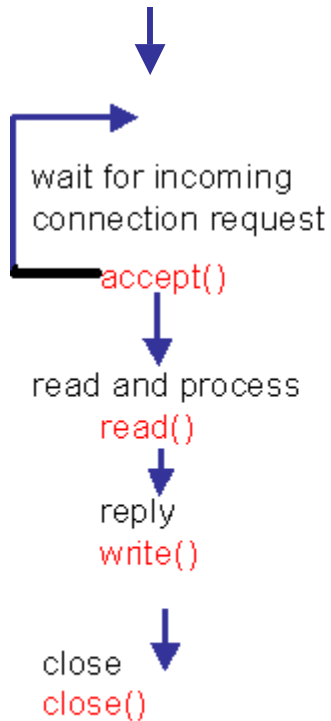 wait for incoming
connection request
accept()
read and process
read()
reply
write()
close
close()